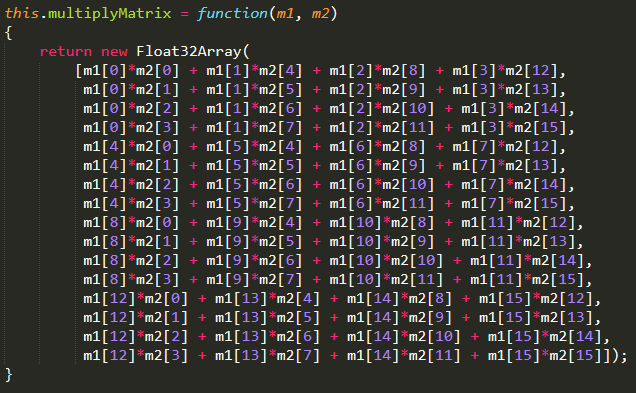 this.multiplyMatrix = function(m1, m2)
{
    return new Float32Array(
        [m1[0]*m2[0] + m1[1]*m2[4] + m1[2]*m2[8] + m1[3]*m2[12],
         m1[0]*m2[1] + m1[1]*m2[5] + m1[2]*m2[9] + m1[3]*m2[13],
         m1[0]*m2[2] + m1[1]*m2[6] + m1[2]*m2[10] + m1[3]*m2[14],
         m1[0]*m2[3] + m1[1]*m2[7] + m1[2]*m2[11] + m1[3]*m2[15],
         m1[4]*m2[0] + m1[5]*m2[4] + m1[6]*m2[8] + m1[7]*m2[12],
         m1[4]*m2[1] + m1[5]*m2[5] + m1[6]*m2[9] + m1[7]*m2[13],
         m1[4]*m2[2] + m1[5]*m2[6] + m1[6]*m2[10] + m1[7]*m2[14],
         m1[4]*m2[3] + m1[5]*m2[7] + m1[6]*m2[11] + m1[7]*m2[15],
         m1[8]*m2[0] + m1[9]*m2[4] + m1[10]*m2[8] + m1[11]*m2[12],
         m1[8]*m2[1] + m1[9]*m2[5] + m1[10]*m2[9] + m1[11]*m2[13],
         m1[8]*m2[2] + m1[9]*m2[6] + m1[10]*m2[10] + m1[11]*m2[14],
         m1[8]*m2[3] + m1[9]*m2[7] + m1[10]*m2[11] + m1[11]*m2[15],
         m1[12]*m2[0] + m1[13]*m2[4] + m1[14]*m2[8] + m1[15]*m2[12],
         m1[12]*m2[1] + m1[13]*m2[5] + m1[14]*m2[9] + m1[15]*m2[13],
         m1[12]*m2[2] + m1[13]*m2[6] + m1[14]*m2[10] + m1[15]*m2[14],
         m1[12]*m2[3] + m1[13]*m2[7] + m1[14]*m2[11] + m1[15]*m2[15]]);
}